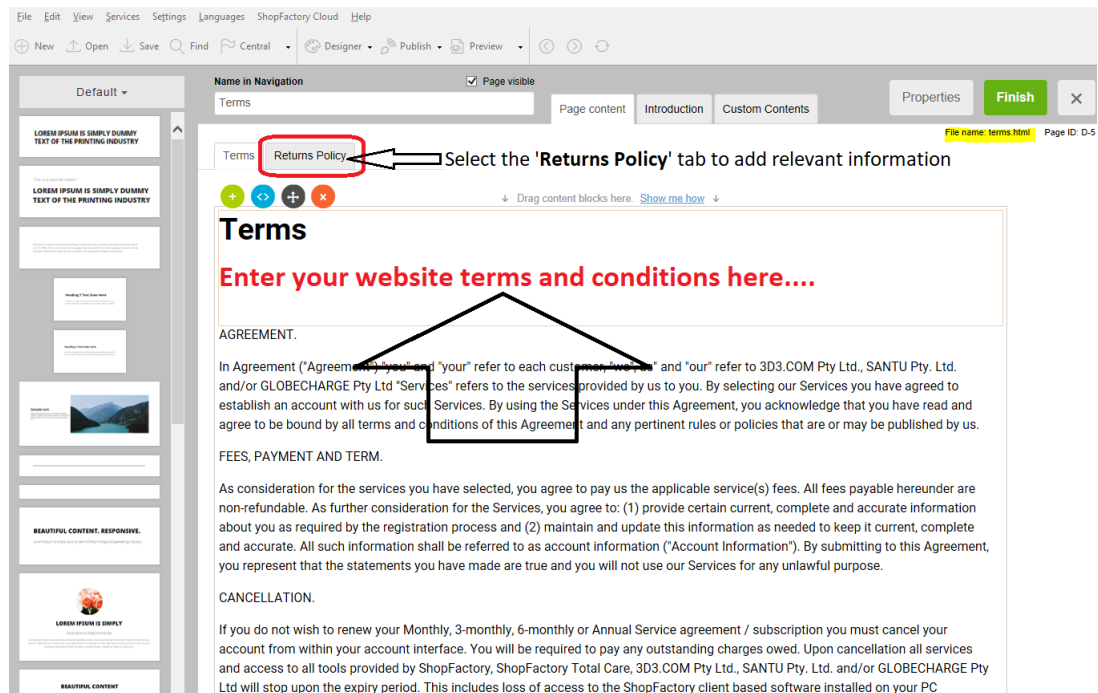 File Edit View Services Settings Languages ShopFactory Cloud Help
New Open Save Find Central Designer Publish Preview
Default
Name in Navigation
Page visible
Terms
Page content Introduction Custom Contents
Properties Finish
File name: terms.html Page ID: D-5
Terms Returns Policy
Select the 'Returns Policy' tab to add relevant information
Drag content blocks here. Show me how
LOREM IPSUM IS SIMPLY DUMMY
TEXT OF THE PRINTING INDUSTRY
This is a special report
LOREM IPSUM IS SIMPLY DUMMY
TEXT OF THE PRINTING INDUSTRY
Heading 1 Text Goes Here
BEAUTIFUL CONTENT. RESPONSIVE.
LOREM IPSUM IS SIMPLY
BEAUTIFUL CONTENT
Terms
Enter your website terms and conditions here....
AGREEMENT.
In Agreement ("Agreement") "you" and "your" refer to each customer, "we", "us" and "our" refer to 3D3.COM Pty Ltd., SANTU Pty. Ltd.
and/or GLOBECHARGE Pty Ltd "Services" refers to the services provided by us to you. By selecting our Services you have agreed to
establish an account with us for such Services. By using the Services under this Agreement, you acknowledge that you have read and
agree to be bound by all terms and conditions of this Agreement and any pertinent rules or policies that are or may be published by us.
FEES, PAYMENT AND TERM.
As consideration for the services you have selected, you agree to pay us the applicable service(s) fees. All fees payable hereunder are
non-refundable. As further consideration for the Services, you agree to: (1) provide certain current, complete and accurate information
about you as required by the registration process and (2) maintain and update this information as needed to keep it current, complete
and accurate. All such information shall be referred to as account information ("Account Information"). By submitting to this Agreement,
you represent that the statements you have made are true and you will not use our Services for any unlawful purpose.
CANCELLATION.
If you do not wish to renew your Monthly, 3-monthly, 6-monthly or Annual Service agreement / subscription you must cancel your
account from within your account interface. You will be required to pay any outstanding charges owed. Upon cancellation all services
and access to all tools provided by ShopFactory, ShopFactory Total Care, 3D3.COM Pty Ltd., SANTU Pty. Ltd. and/or GLOBECHARGE Pty
Ltd will stop upon the expiry period. This includes loss of access to the ShopFactory client based software installed on your PC